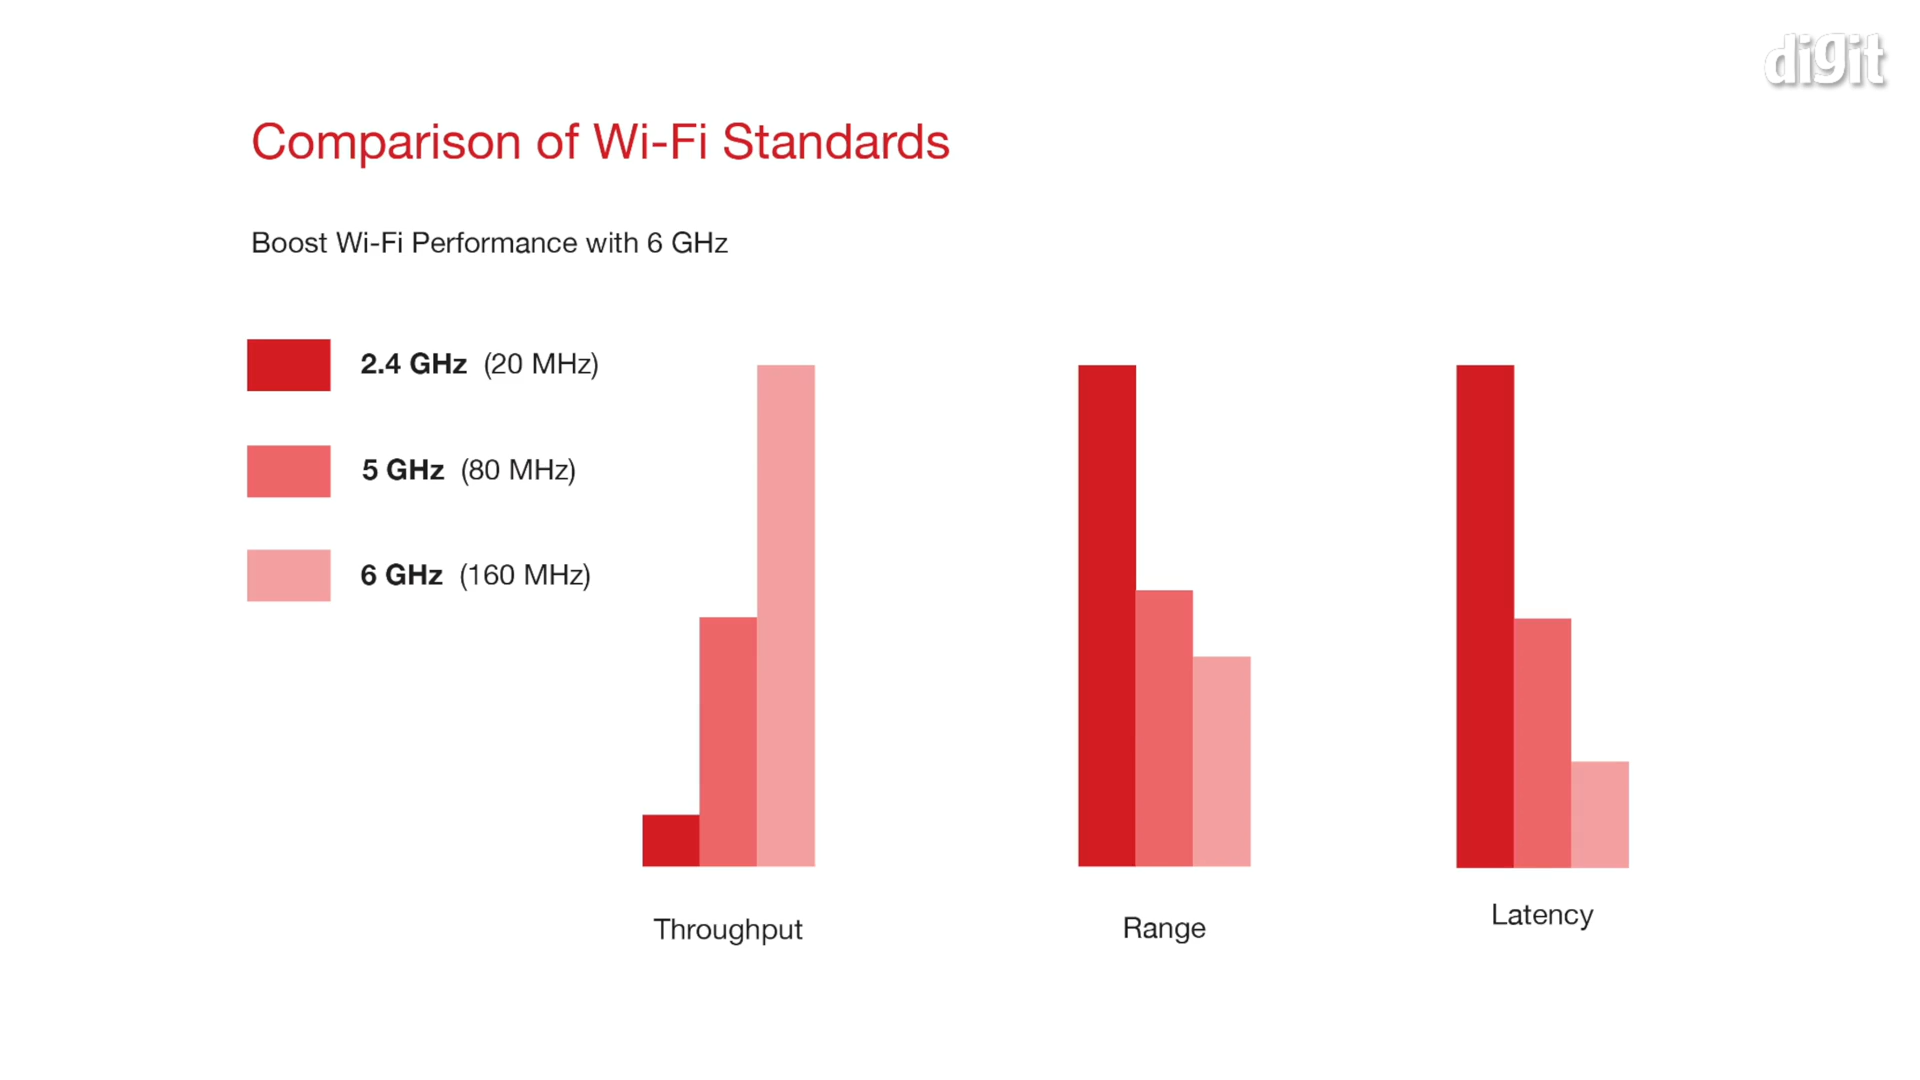 digit
Comparison of Wi-Fi Standards
Boost Wi-Fi Performance with 6 GHz
2.4 GHz (20 MHz)
5 GHz (80 MHz)
6 GHz (160 MHz)
Throughput
Range
Latency